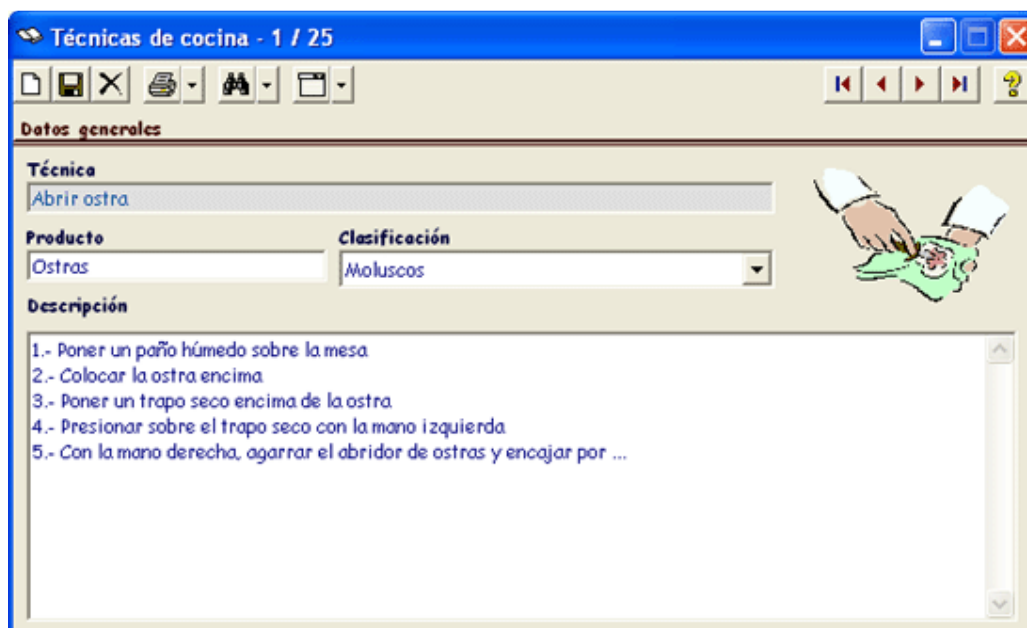 Técnicas de cocina - 1 / 25
Datos generales
Técnica
Abrir ostra
Producto
Clasificación
Ostras
Moluscos
Descripción
1.- Poner un paño húmedo sobre la mesa
2.- Colocar la ostra encima
3.- Poner un trapo seco encima de la ostra
4.- Presionar sobre el trapo seco con la mano izquierda
5.- Con la mano derecha, agarrar el abridor de ostras y encajar por ...